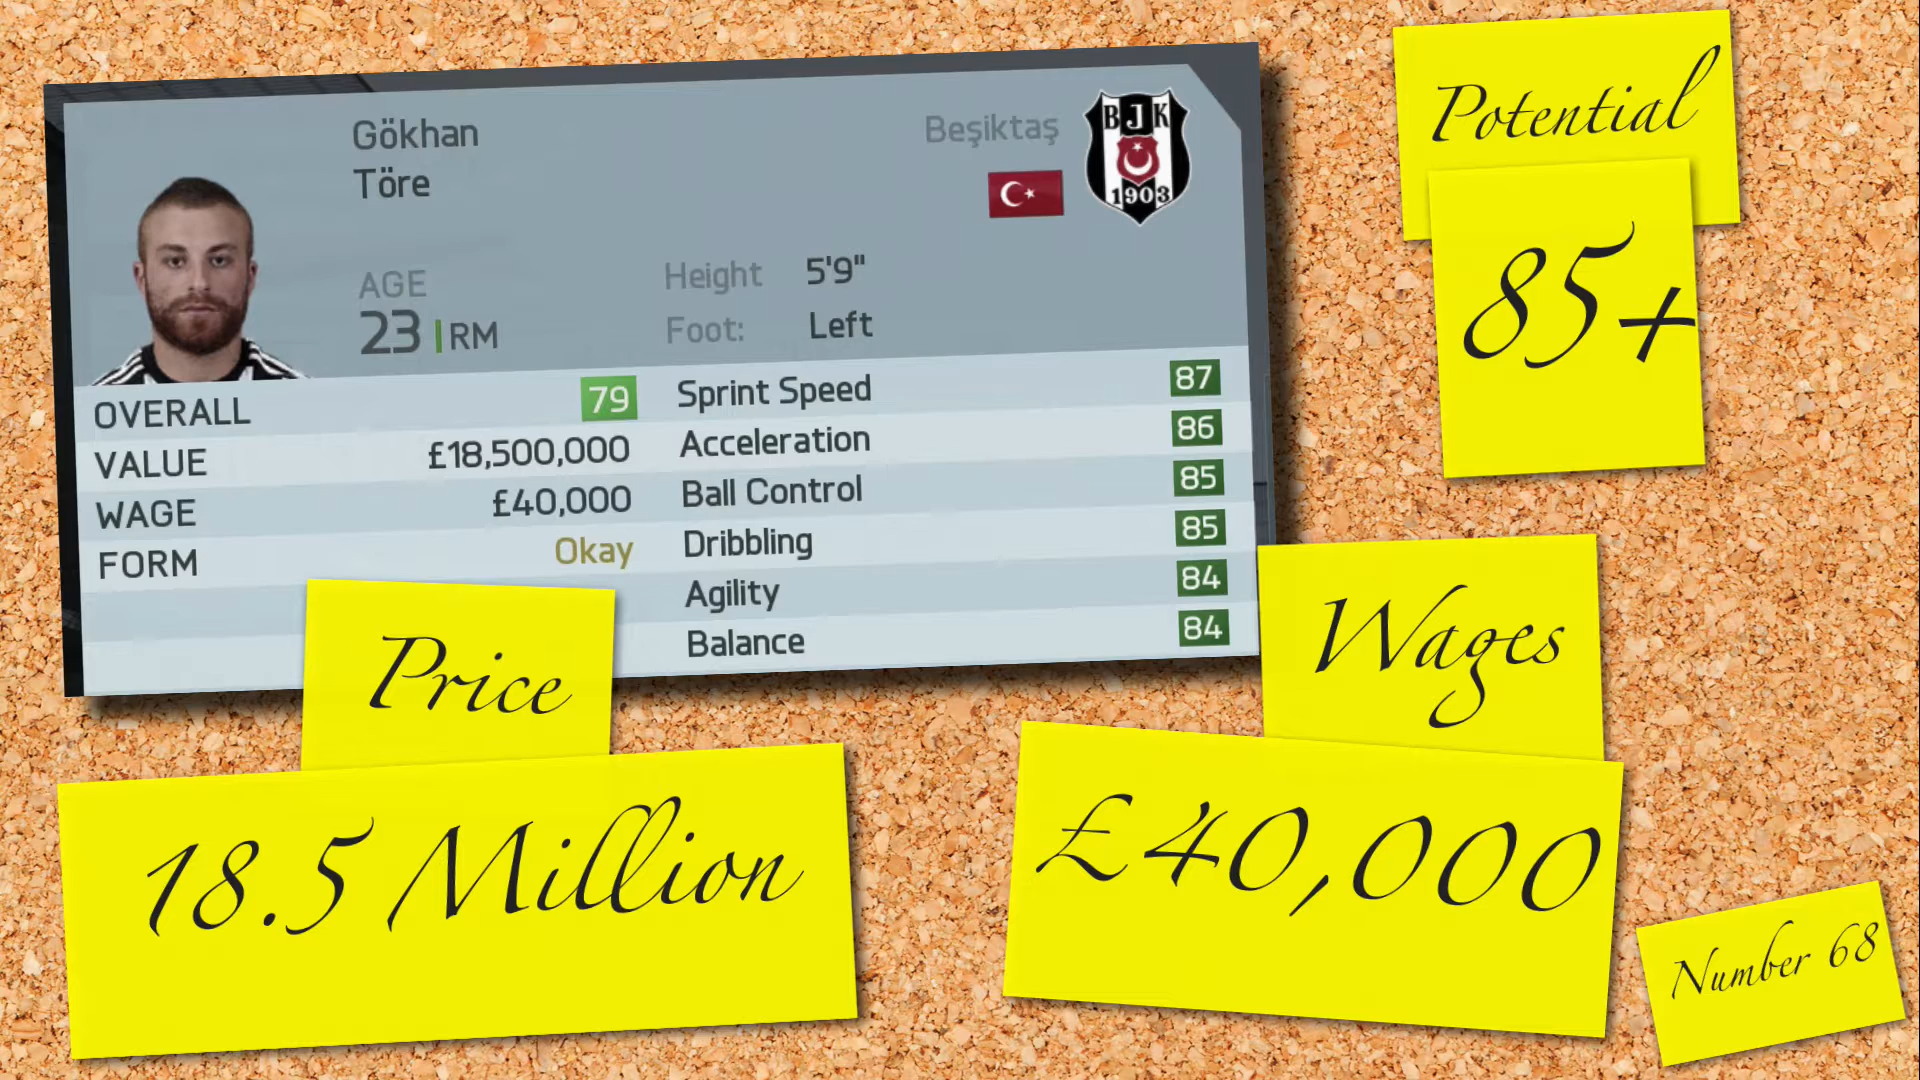 Gökhan
Töre
Beşiktaş
BJK
1903
AGE
23 RM
Height 5'9"
Foot: Left
OVERALL 79
VALUE £18,500,000
WAGE £40,000
FORM Okay
Sprint Speed 87
Acceleration 86
Ball Control 85
Dribbling 85
Agility 84
Balance 84
Potential
85+
Price
18.5 Million
Wages
£40,000
Number 68